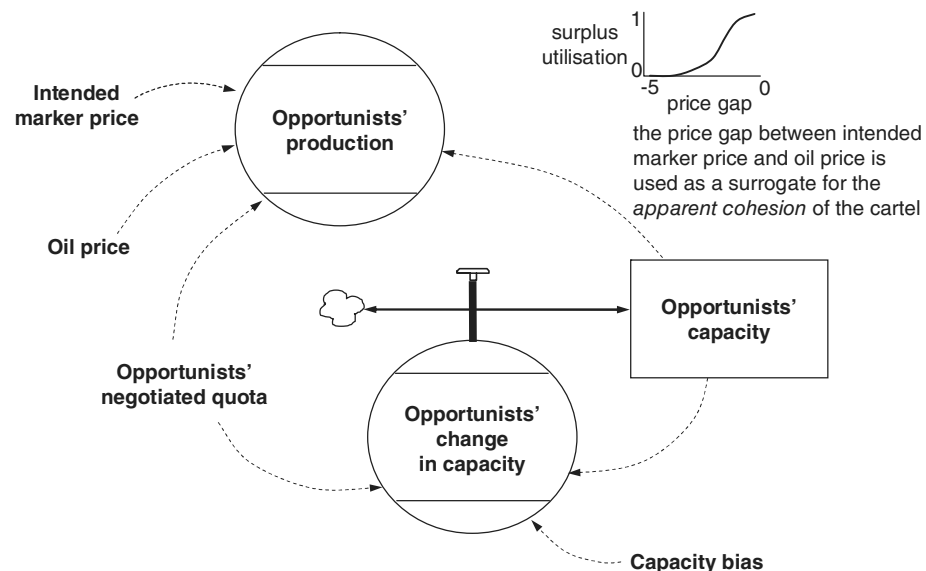 Intended
marker price
Opportunists'
production
Oil price
Opportunists'
negotiated quota
Opportunists'
capacity
Opportunists'
change
in capacity
Capacity bias
surplus
utilisation
1
0
-5
0
price gap
the price gap between intended
marker price and oil price is
used as a surrogate for the
apparent cohesion of the cartel